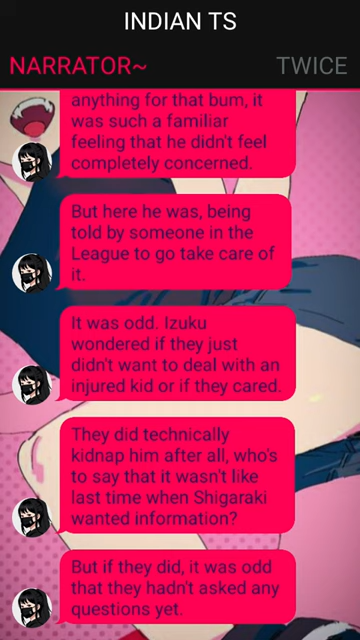 INDIAN TS
NARRATOR~ TWICE
anything for that bum, it
was such a familiar
feeling that he didn't feel
completely concerned.
But here he was, being
told by someone in the
League to go take care of
it.
It was odd. Izuku
wondered if they just
didn't want to deal with an
injured kid or if they cared.
They did technically
kidnap him after all, who's
to say that it wasn't like
last time when Shigaraki
wanted information?
But if they did, it was odd
that they hadn't asked any
questions yet.